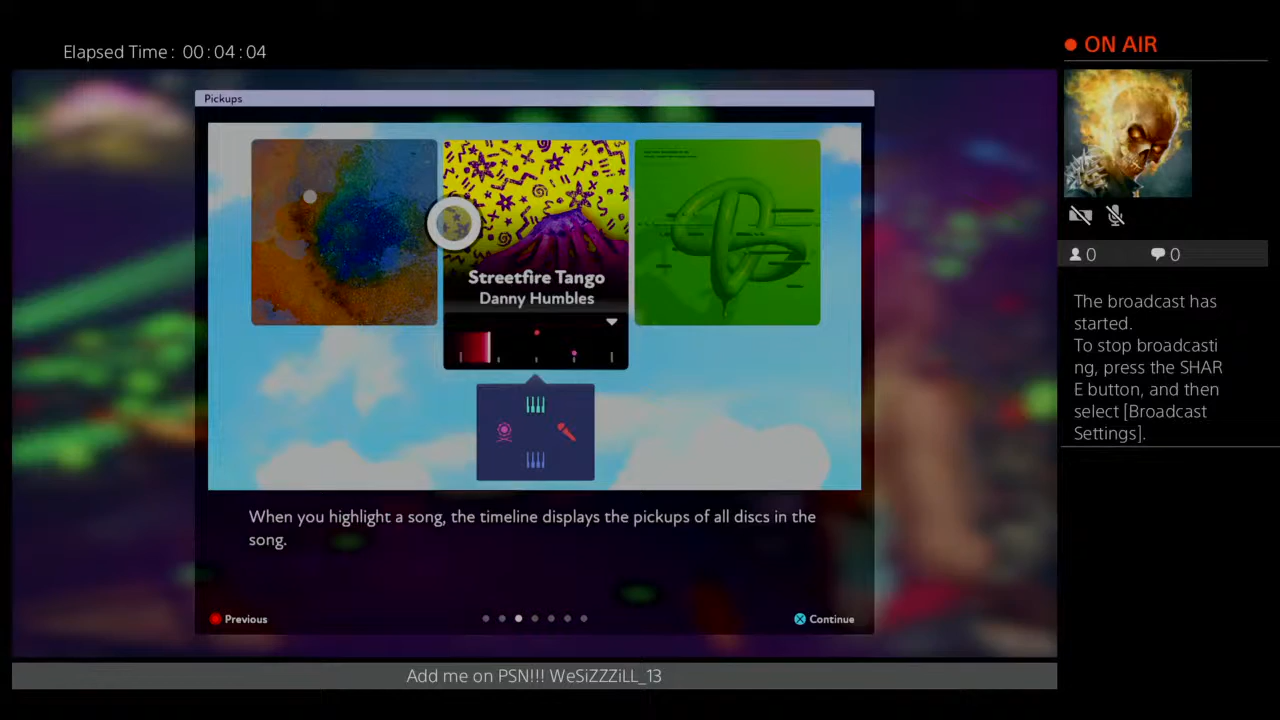 Elapsed Time: 00:04:04
ON AIR
Pickups
Streetfire Tango
Danny Humbles
0
0
The broadcast has
started.
To stop broadcasti
ng, press the SHAR
E button, and then
select [Broadcast
Settings].
When you highlight a song, the timeline displays the pickups of all discs in the
song.
Previous
Continue
Add me on PSN!!! WeSiZZZiLL_13